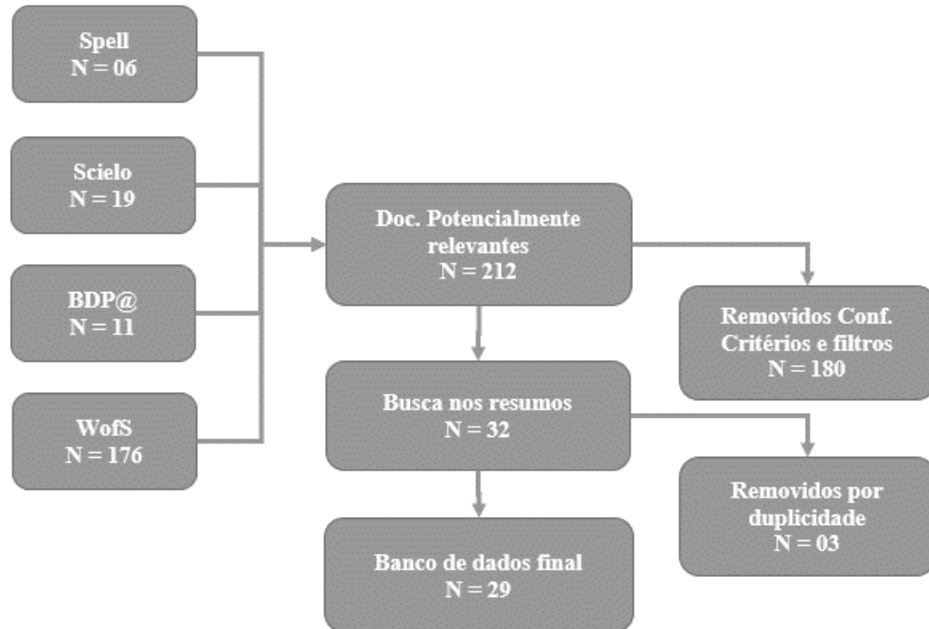 Spell
N = 06
Scielo
N = 19
BDP@
N = 11
WofS
N = 176
Doc. Potencialmente
relevantes
N = 212
Removidos Conf.
Critérios e filtros
N = 180
Busca nos resumos
N = 32
Removidos por
duplicidade
N = 03
Banco de dados final
N = 29